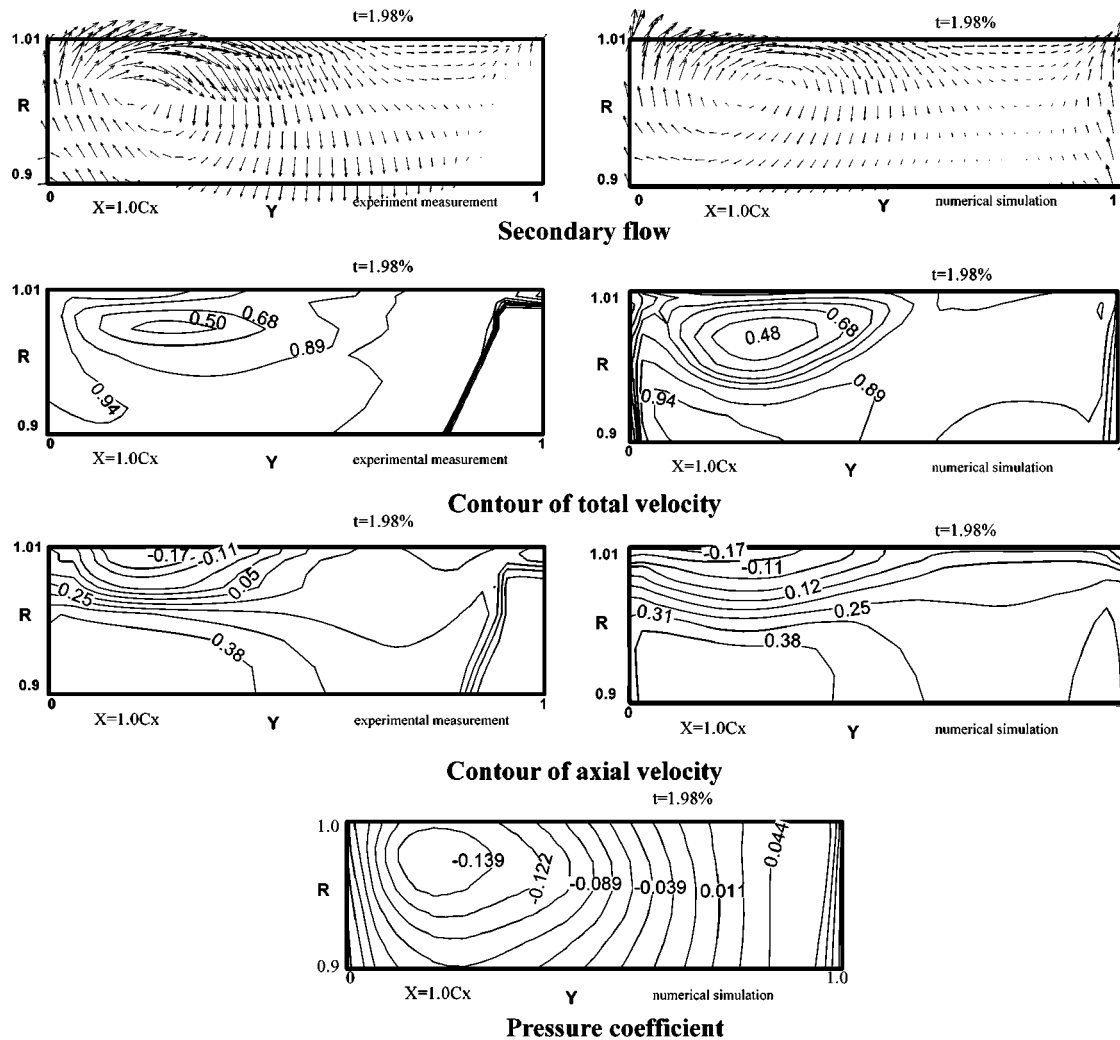 t=1.98%
t=1.98%
1.01
R
0.9
0
1
X=1.0Cx
Y
experiment measurement
1.01
R
0.9
0
1
X=1.0Cx
Y
numerical simulation
Secondary flow
t=1.98%
t=1.98%
1.01
R
0.9
0.50
0.68
0.89
0.94
0
1
X=1.0Cx
Y
experimental measurement
1.01
R
0.9
0.48
0.68
0.89
0.94
0
1
X=1.0Cx
Y
numerical simulation
Contour of total velocity
t=1.98%
t=1.98%
1.01
R
0.9
-0.17
-0.11
0.05
0.25
0.38
0
1
X=1.0Cx
Y
experimental measurement
1.01
R
0.9
-0.17
-0.11
0.12
0.25
0.31
0.38
0
1
X=1.0Cx
Y
numerical simulation
Contour of axial velocity
t=1.98%
1.0
R
0.9
-0.139
-0.122
-0.089
-0.039
0.011
0.044
0
1.0
X=1.0Cx
Y
numerical simulation
Pressure coefficient